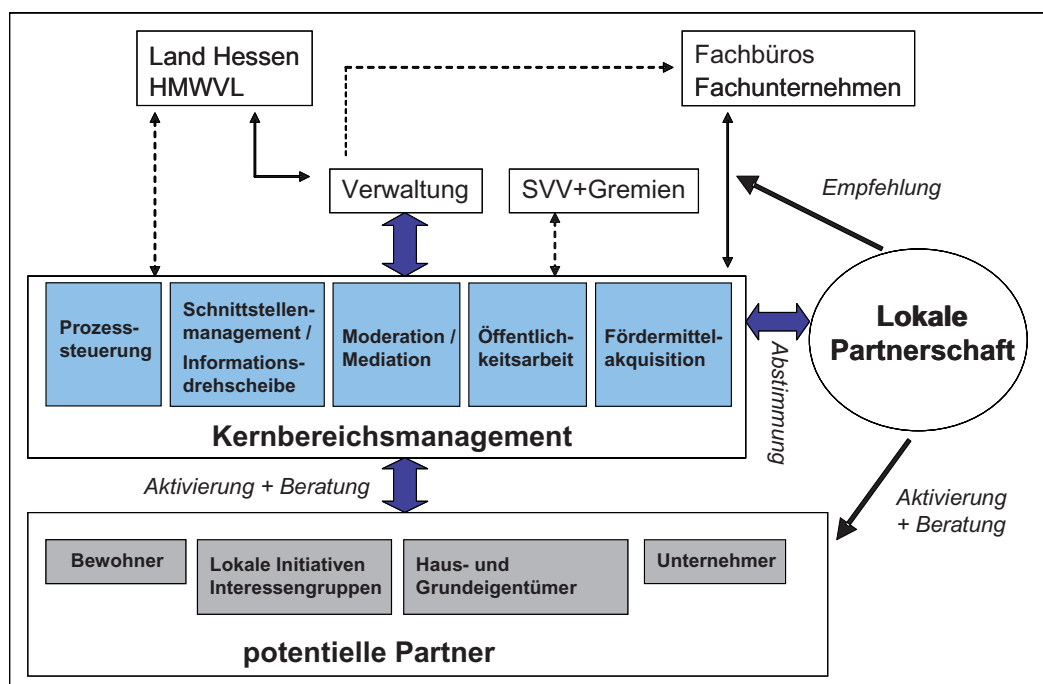 Land Hessen
HMWVL
Fachbüros
Fachunternehmen
Verwaltung
SVV+Gremien
Empfehlung
Prozess-
steuerung
Schnittstellen-
management /
Informations-
drehscheibe
Moderation /
Mediation
Öffentlich-
keitsarbeit
Fördermittel-
akquisition
Kernbereichsmanagement
Lokale
Partnerschaft
Abstimmung
Aktivierung + Beratung
Aktivierung
+ Beratung
Bewohner
Lokale Initiativen
Interessengruppen
Haus- und
Grundeigentümer
Unternehmer
potentielle Partner